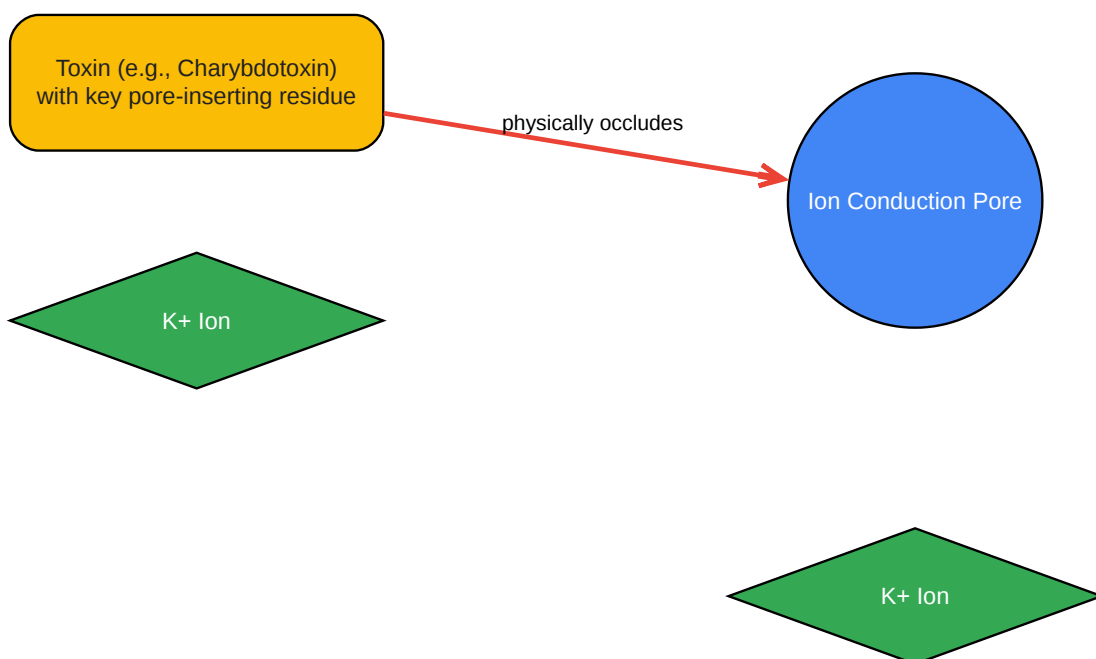 Toxin (e.g., Charybdotoxin)
with key pore-inserting residue
physically occludes
Ion Conduction Pore
K+ Ion
K+ Ion